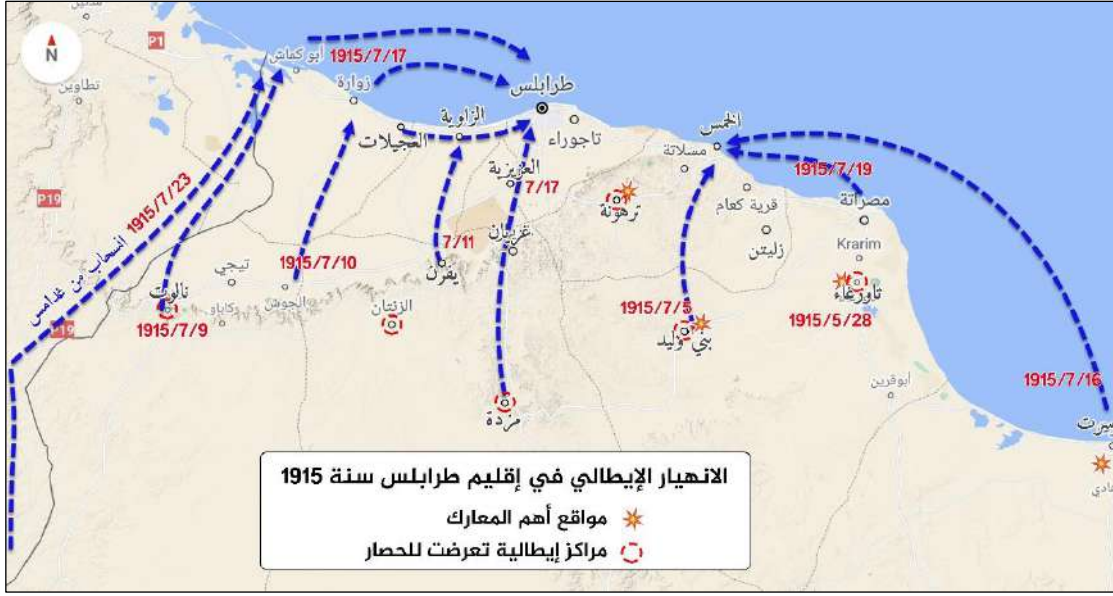 مدنين
N
P1
أبو كماش
1915/7/17
تطاوين
زوارة
طرابلس
الزاوية
العجيلات
تاجوراء
الخمس
مسلاتة
العزيزية
1915/7/19
7/17
ترهونة
قرية كعام
مصراتة
P19
1915/7/23
انسحاب من غدامس
غريان
زليتن
Krarim
7/11
يفرن
1915/7/10
تيجي
نالوت
الجوش
كاباو
تاورغاء
P19
1915/7/9
الزنتان
1915/7/5
1915/5/28
بني وليد
أبوقرين
1915/7/16
مزدة
سرت
الانهيار الإيطالي في إقليم طرابلس سنة 1915
مواقع أهم المعارك
مراكز إيطالية تعرضت للحصار